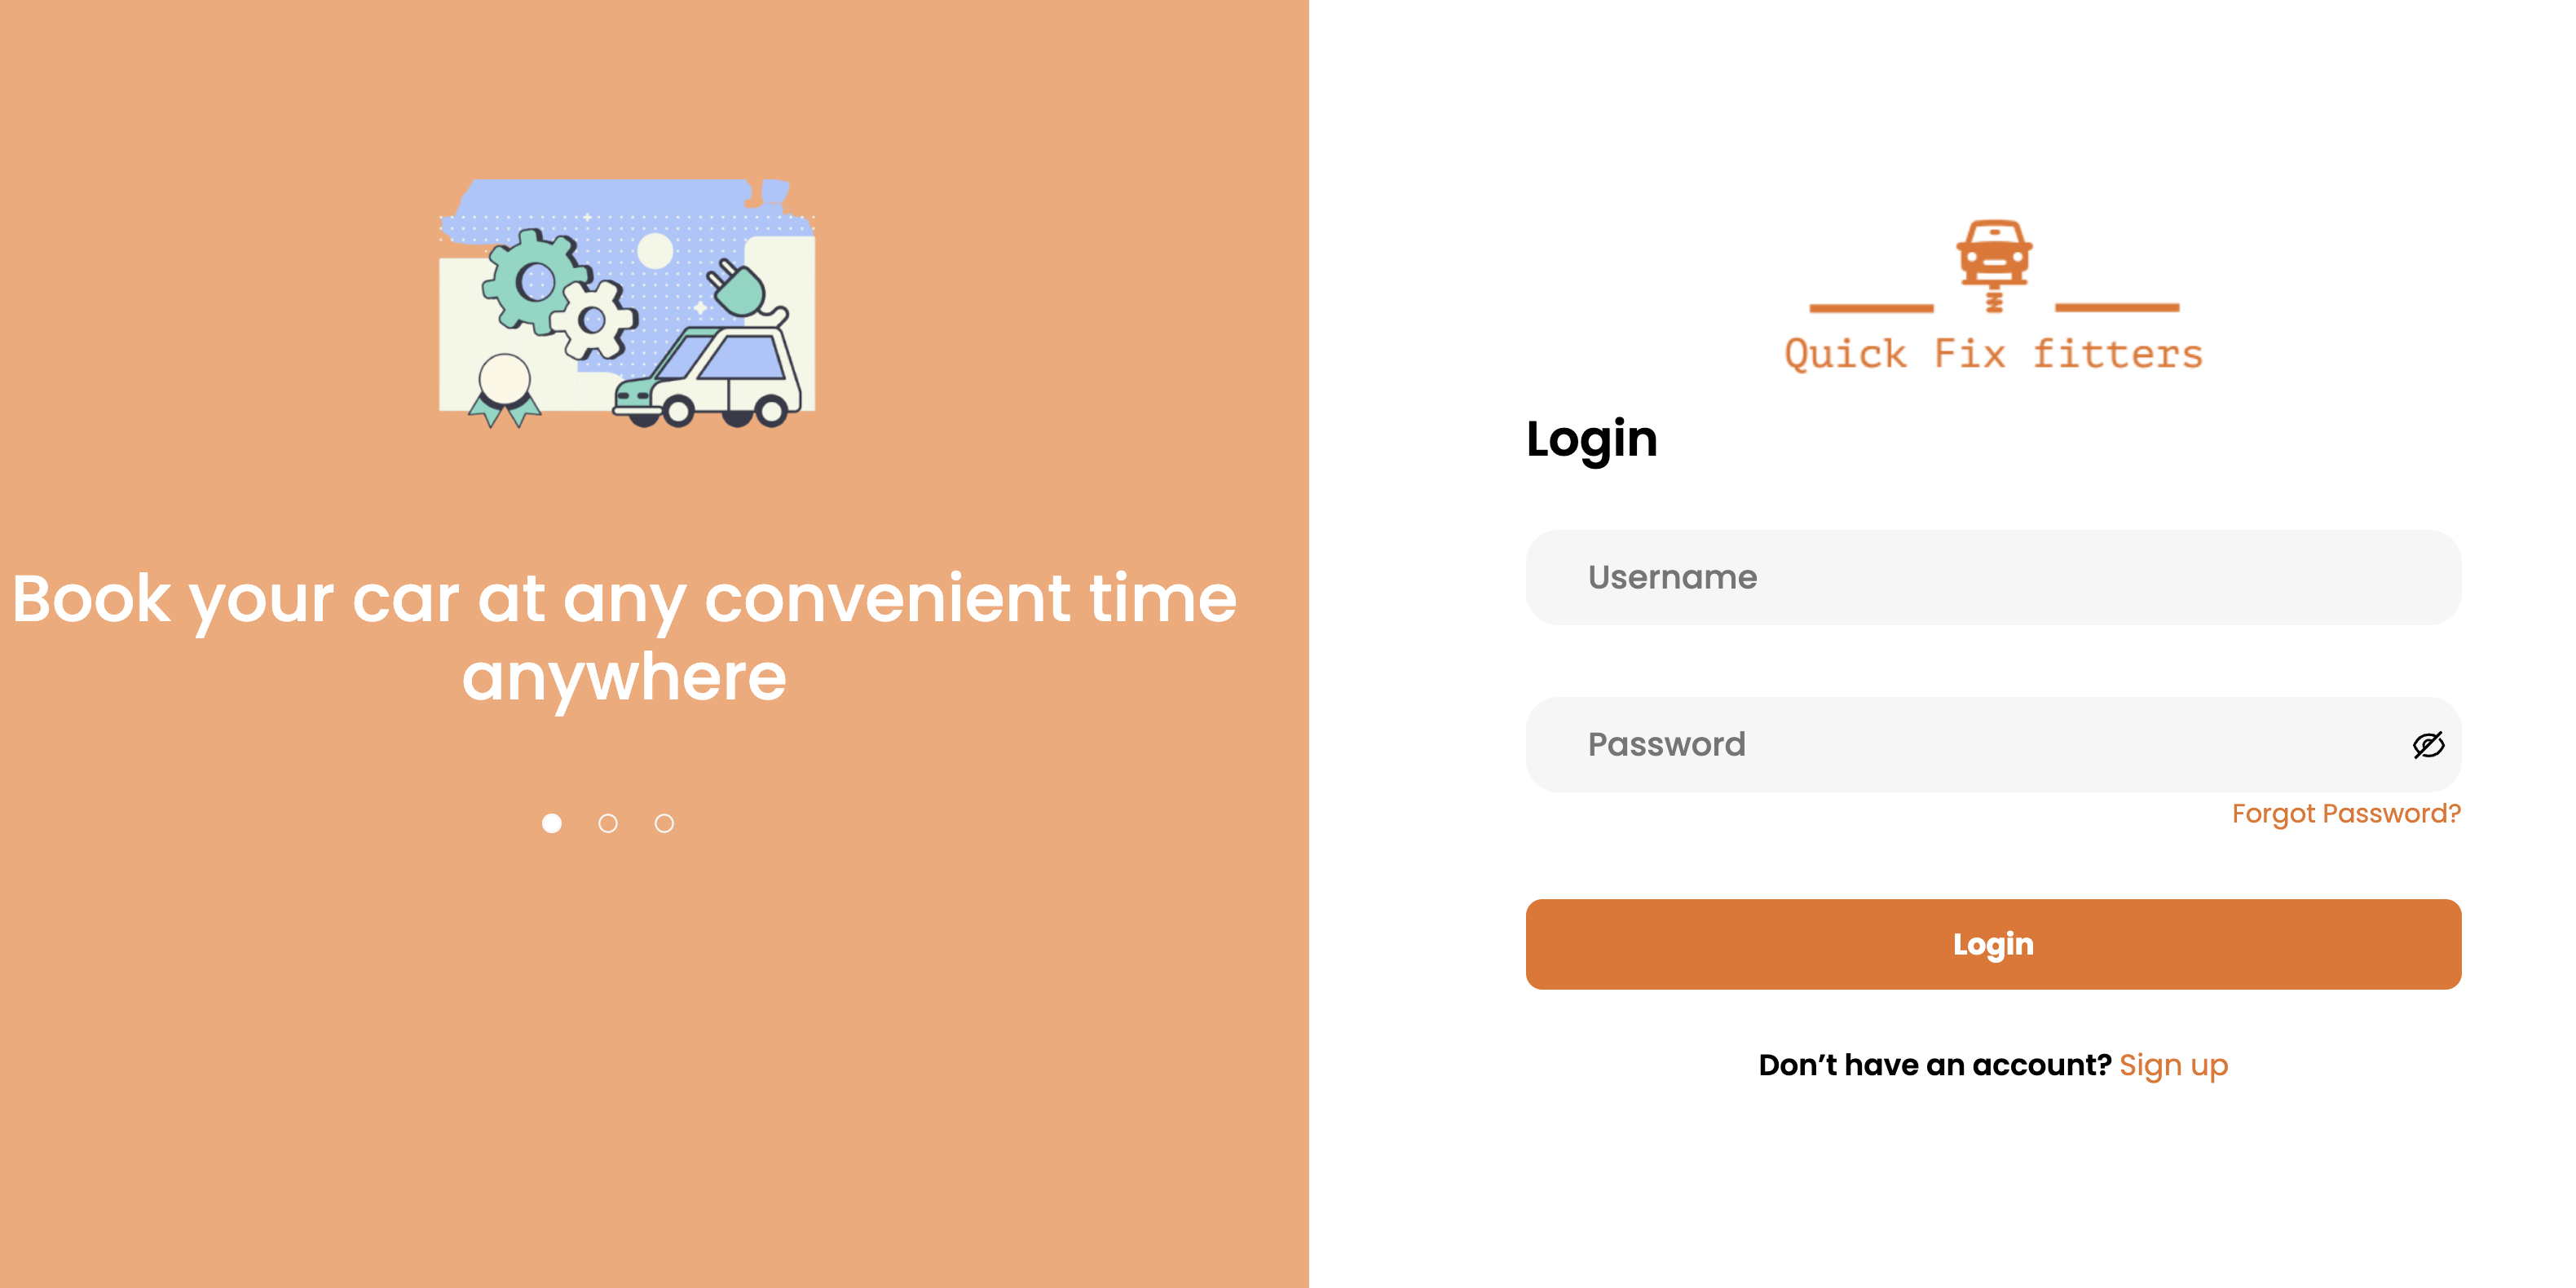 Book your car at any convenient time
anywhere
Quick Fix fitters
Login
Username
Password
Forgot Password?
Login
Don’t have an account? Sign up